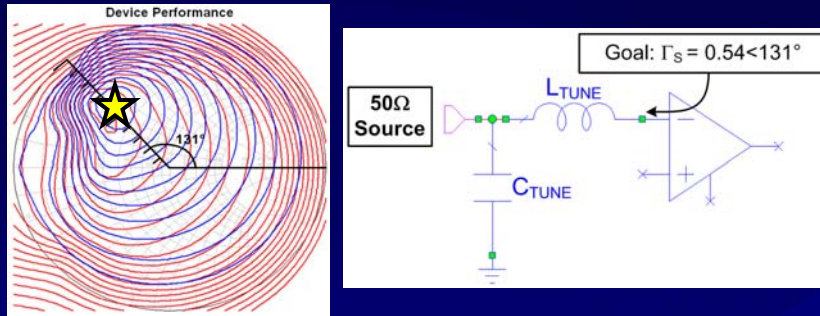 Device Performance
131°
Goal: ΓS = 0.54<131°
50Ω
Source
LTUNE
CTUNE